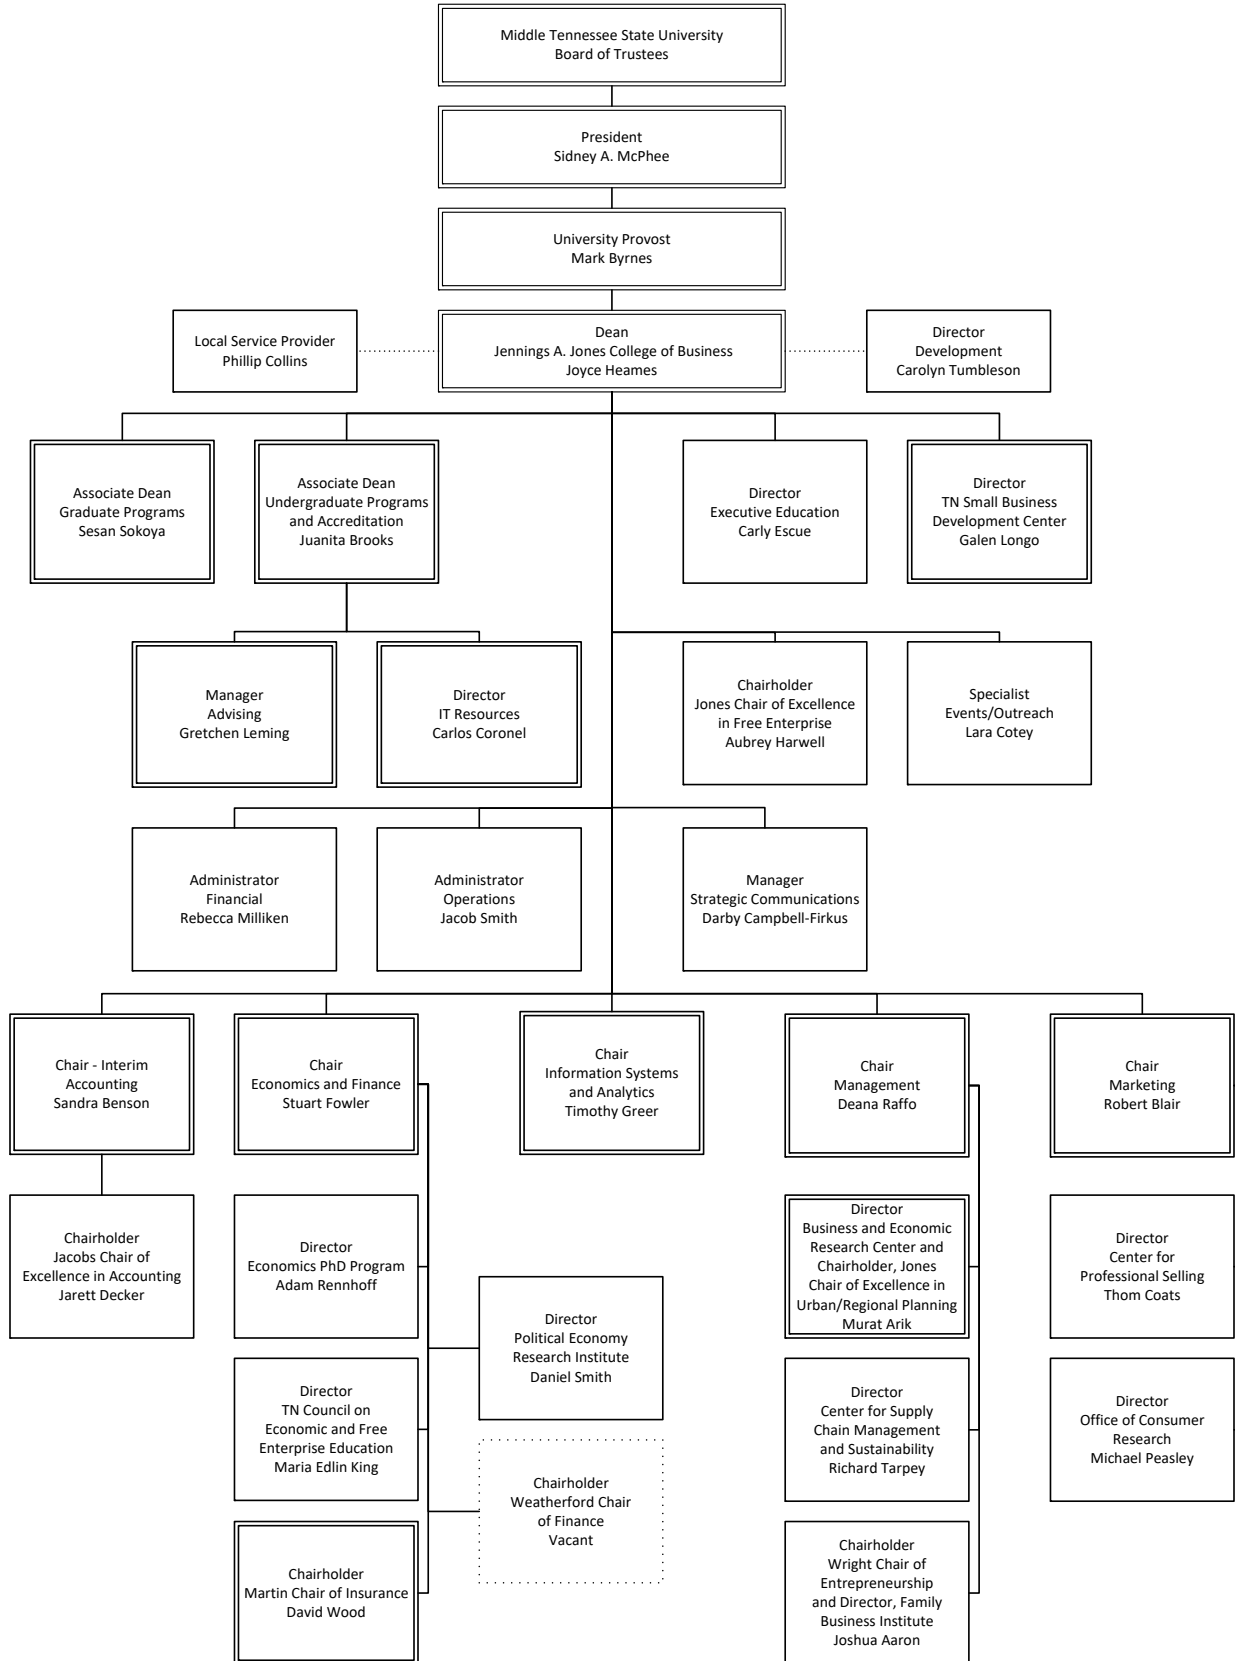 Middle Tennessee State University
Board of Trustees
President
Sidney A. McPhee
University Provost
Mark Byrnes
Local Service Provider
Phillip Collins
Dean
Jennings A. Jones College of Business
Joyce Heames
Director
Development
Carolyn Tumbleson
Associate Dean
Graduate Programs
Sesan Sokoya
Associate Dean
Undergraduate Programs
and Accreditation
Juanita Brooks
Director
Executive Education
Carly Escue
Director
TN Small Business
Development Center
Galen Longo
Manager
Advising
Gretchen Leming
Director
IT Resources
Carlos Coronel
Chairholder
Jones Chair of Excellence
in Free Enterprise
Aubrey Harwell
Specialist
Events/Outreach
Lara Cotey
Administrator
Financial
Rebecca Milliken
Administrator
Operations
Jacob Smith
Manager
Strategic Communications
Darby Campbell-Firkus
Chair - Interim
Accounting
Sandra Benson
Chair
Economics and Finance
Stuart Fowler
Chair
Information Systems
and Analytics
Timothy Greer
Chair
Management
Deana Raffo
Chair
Marketing
Robert Blair
Chairholder
Jacobs Chair of
Excellence in Accounting
Jarett Decker
Director
Economics PhD Program
Adam Rennhoff
Director
Political Economy
Research Institute
Daniel Smith
Director
Business and Economic
Research Center and
Chairholder, Jones
Chair of Excellence in
Urban/Regional Planning
Murat Arik
Director
Center for
Professional Selling
Thom Coats
Director
TN Council on
Economic and Free
Enterprise Education
Maria Edlin King
Chairholder
Weatherford Chair
of Finance
Vacant
Director
Center for Supply
Chain Management
and Sustainability
Richard Tarpey
Director
Office of Consumer
Research
Michael Peasley
Chairholder
Martin Chair of Insurance
David Wood
Chairholder
Wright Chair of
Entrepreneurship
and Director, Family
Business Institute
Joshua Aaron